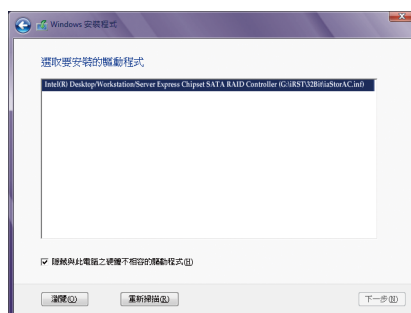 Windows 安裝程式
選取要安裝的驅動程式
Intel(R) Desktop/Workstation/Server Express Chipset SATA RAID Controller (G:\iRST\32Bit\iaStorAC.inf)
隱藏與此電腦之硬體不相容的驅動程式(H)
瀏覽(O) 重新掃描(R) 下一步(N)